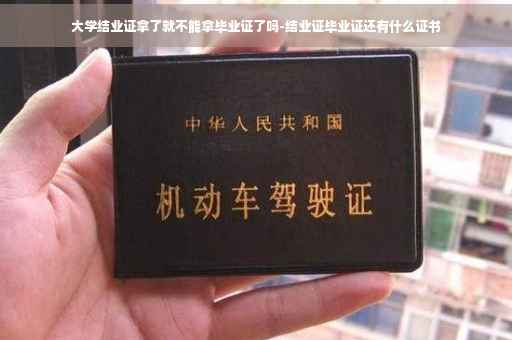 大学结业证拿了就不能拿毕业证了吗-结业证毕业证还有什么证书
中华人民共和国
机动车驾驶证